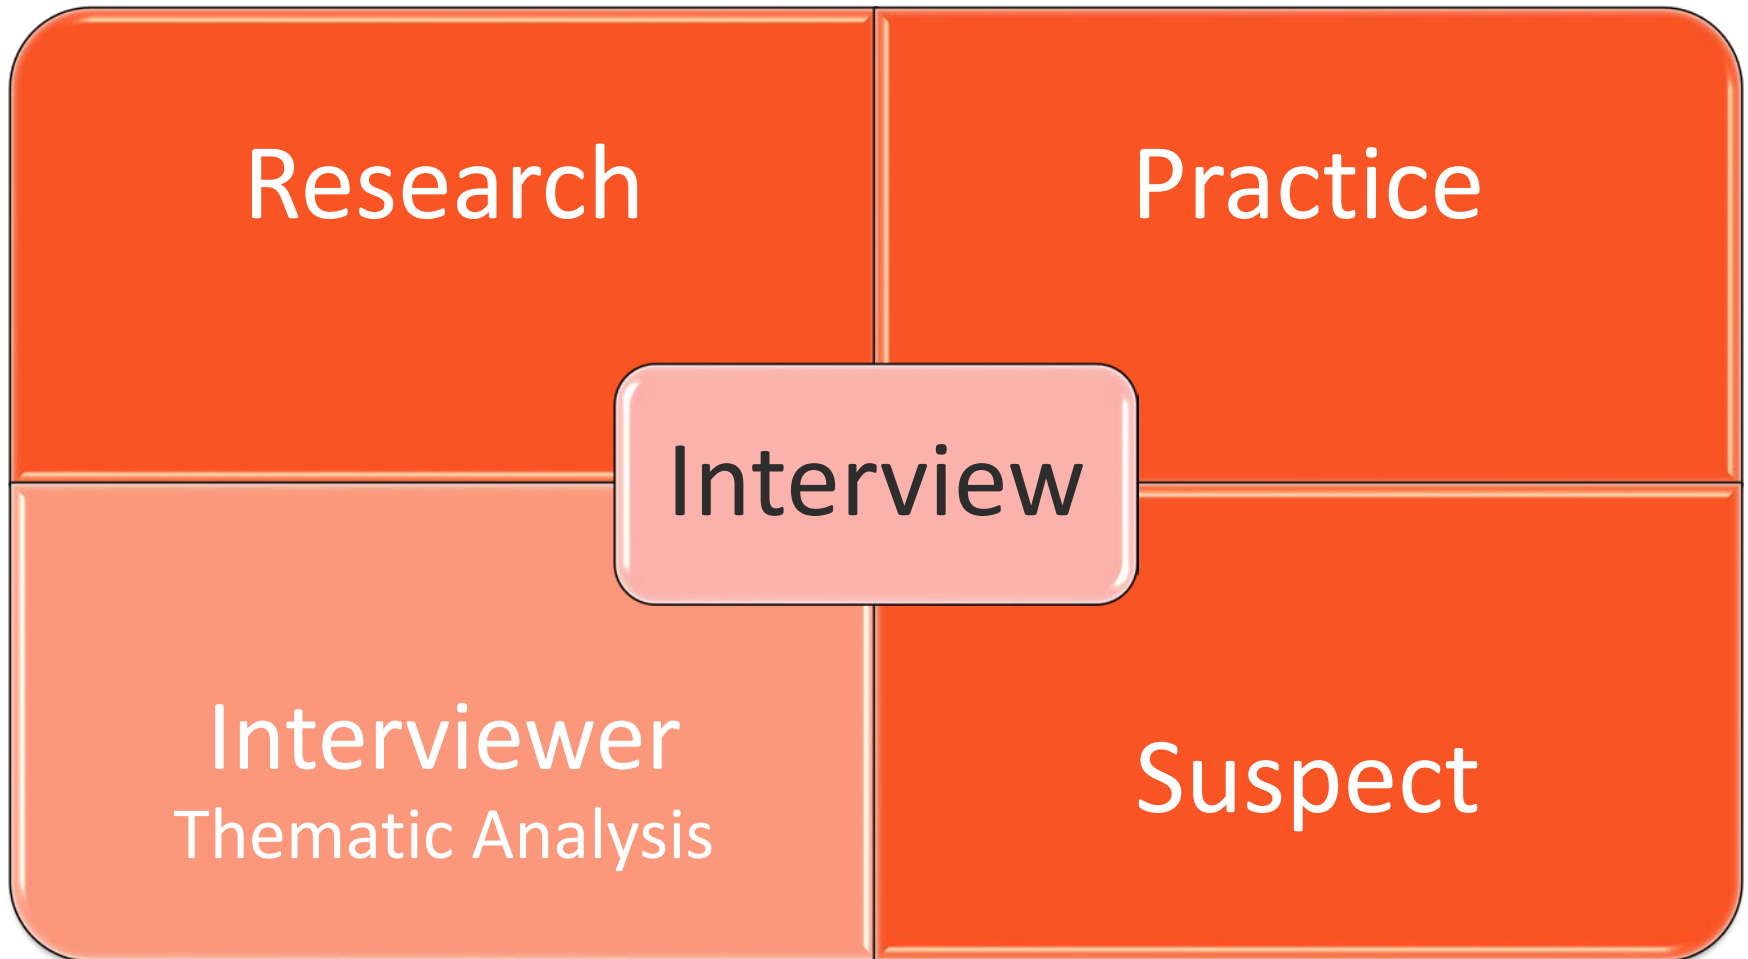 Research
Practice
Interview
Interviewer
Thematic Analysis
Suspect